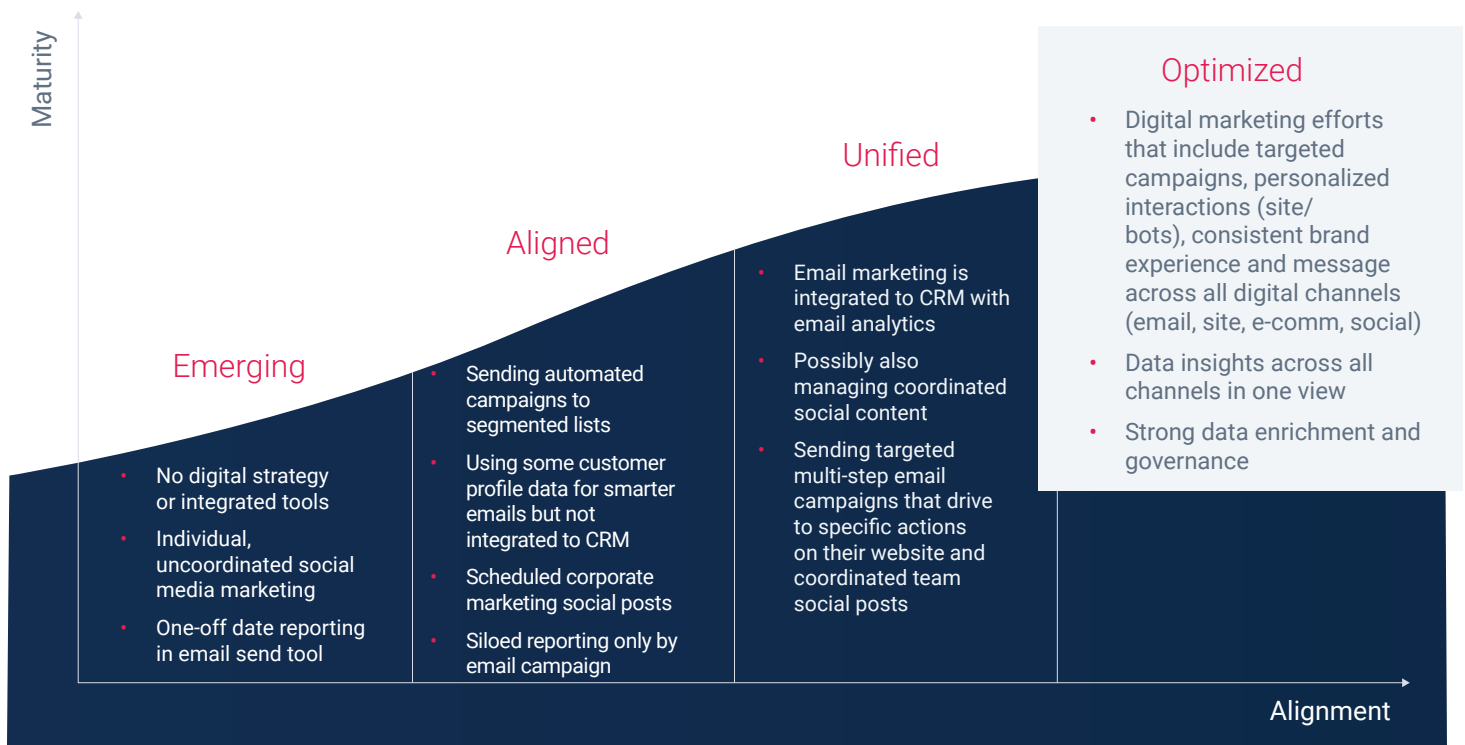 Maturity
Emerging
• No digital strategy
or integrated tools
• Individual,
uncoordinated social
media marketing
• One-off date reporting
in email send tool
Aligned
• Sending automated
campaigns to
segmented lists
• Using some customer
profile data for smarter
emails but not
integrated to CRM
• Scheduled corporate
marketing social posts
• Siloed reporting only by
email campaign
Unified
• Email marketing is
integrated to CRM with
email analytics
• Possibly also
managing coordinated
social content
• Sending targeted
multi-step email
campaigns that drive
to specific actions
on their website and
coordinated team
social posts
Optimized
• Digital marketing efforts
that include targeted
campaigns, personalized
interactions (site/
bots), consistent brand
experience and message
across all digital channels
(email, site, e-comm, social)
• Data insights across all
channels in one view
• Strong data enrichment and
governance
Alignment